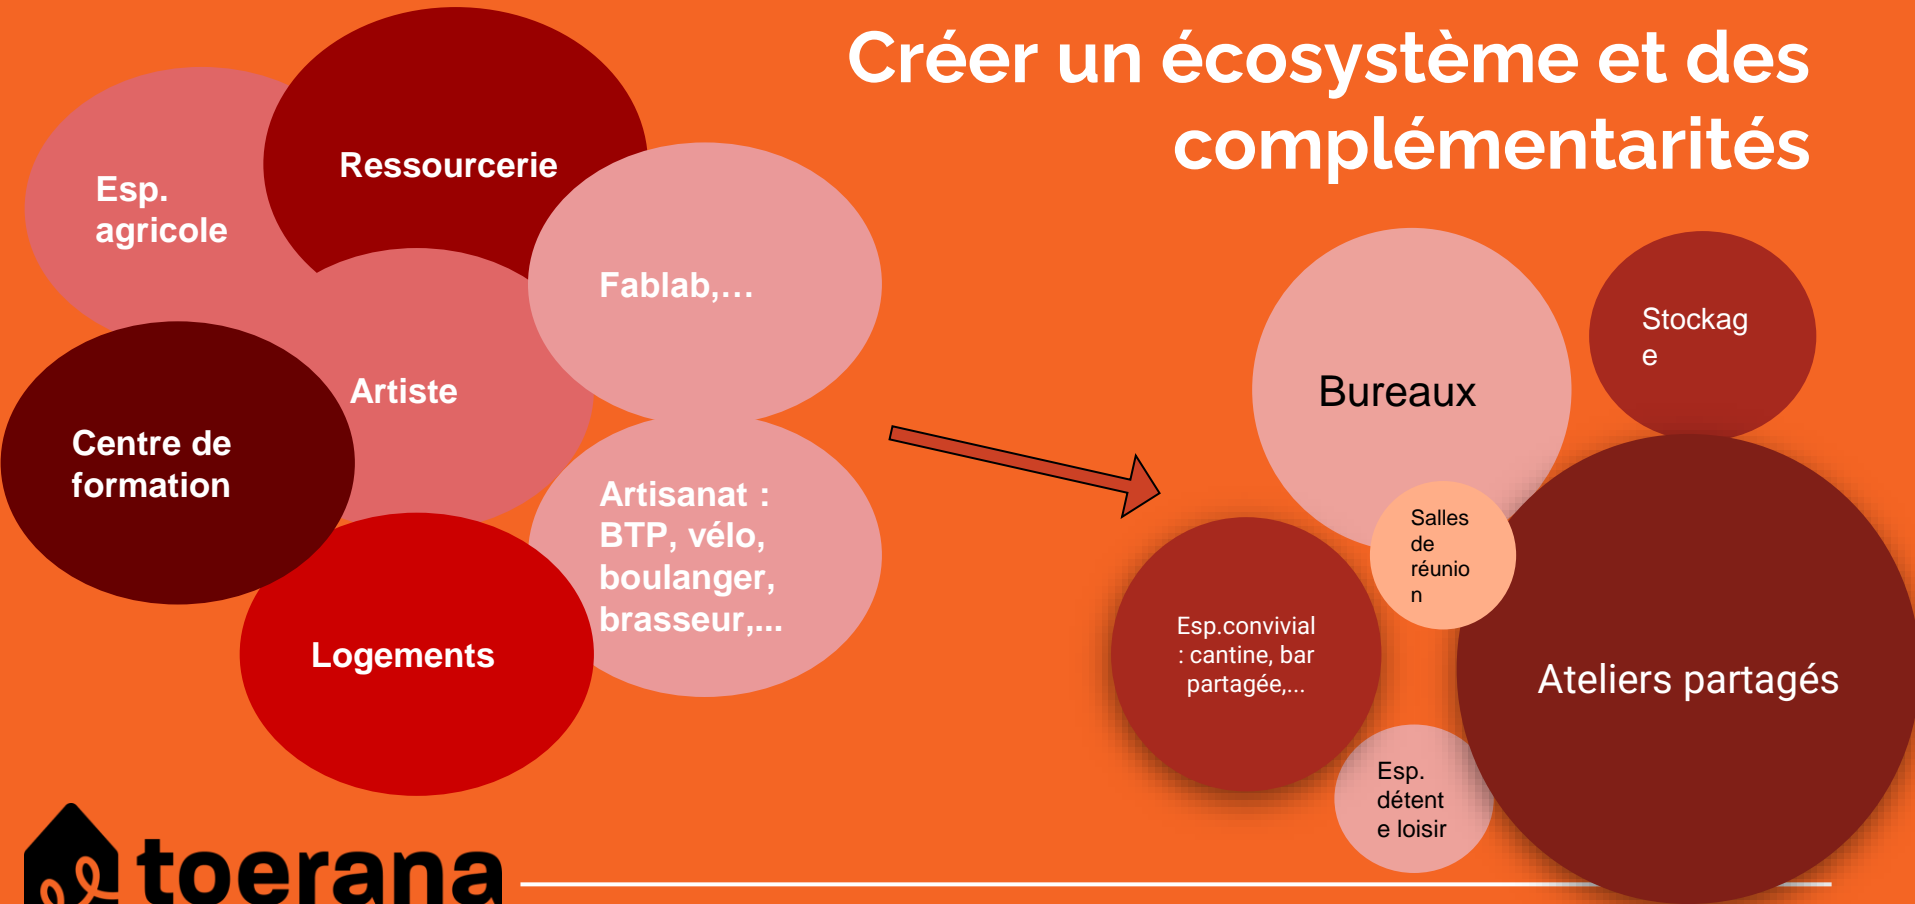 Créer un écosystème et des
complémentarités
Ressourcerie
Esp.
agricole
Fablab,…
Artiste
Centre de
formation
Artisanat :
BTP, vélo,
boulanger,
brasseur,...
Logements
Bureaux
Stockag
e
Salles
de
réunio
n
Esp.convivial
: cantine, bar
partagée,...
Ateliers partagés
Esp.
détent
e loisir
toerana